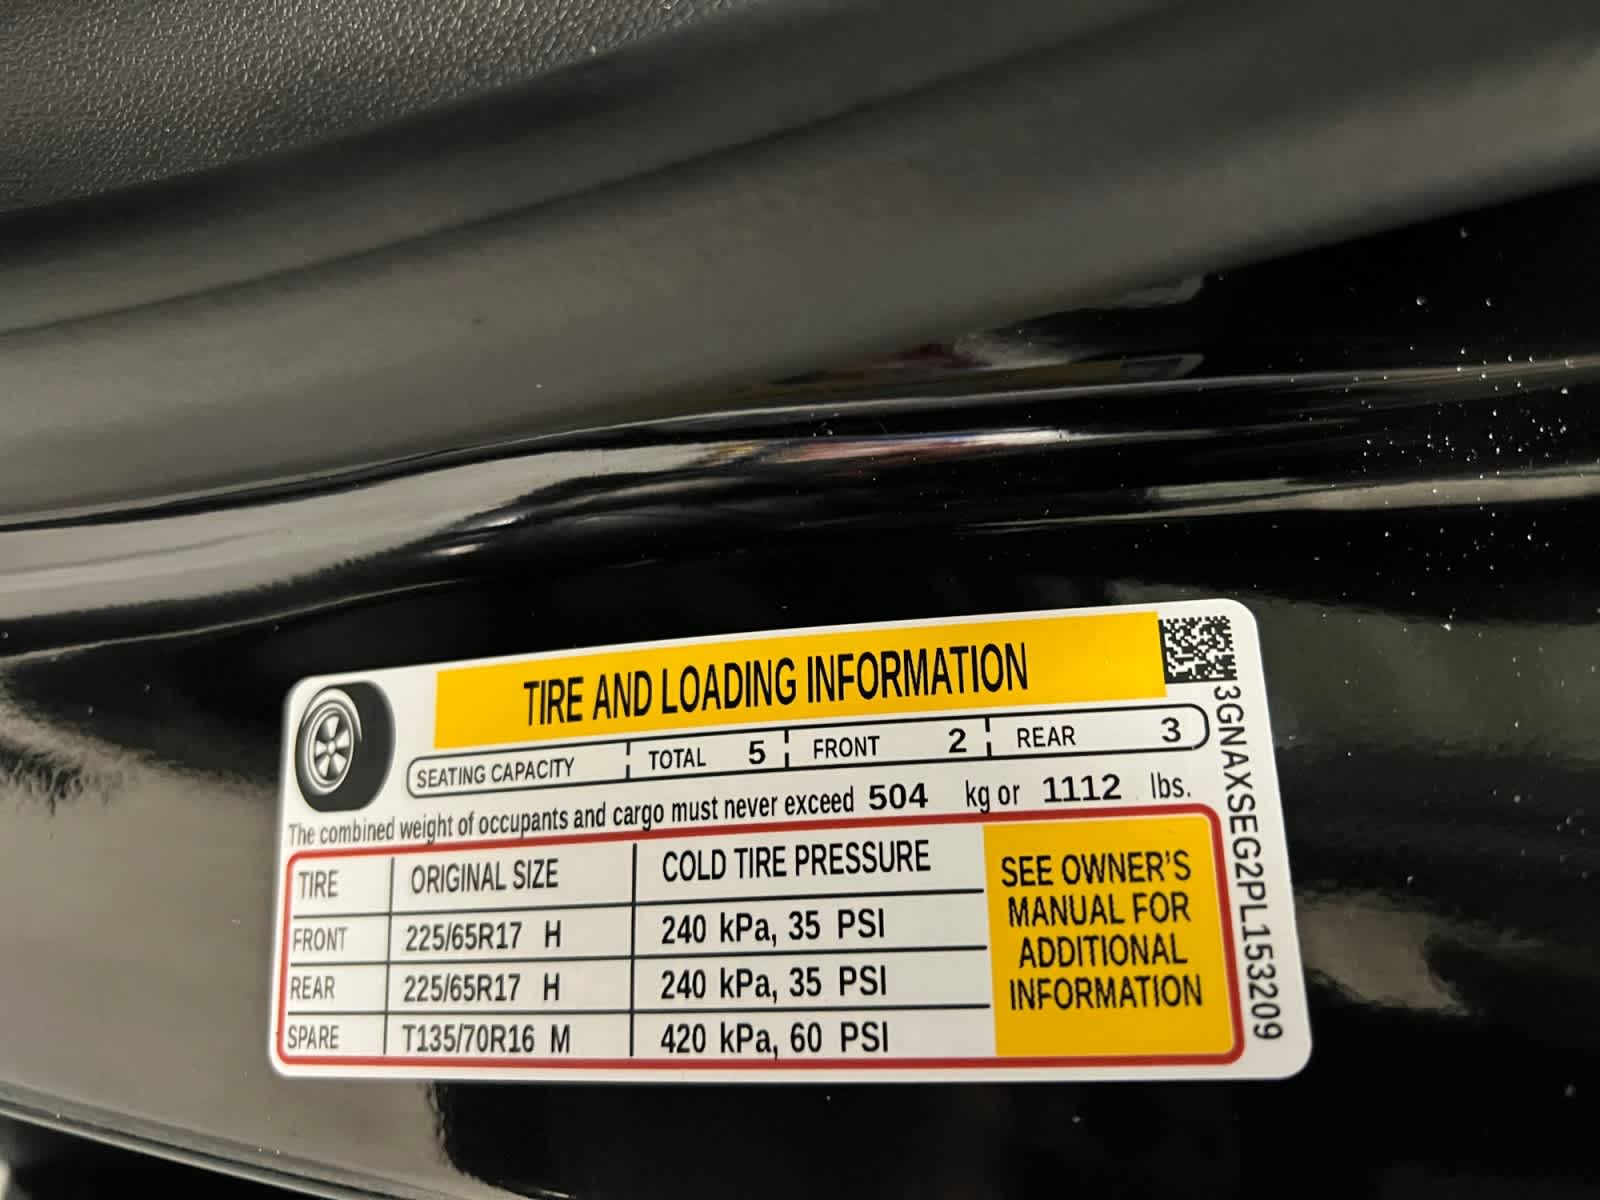 TIRE AND LOADING INFORMATION
SEATING CAPACITY TOTAL 5 FRONT 2 REAR 3
The combined weight of occupants and cargo must never exceed 504 kg or 1112 lbs.
TIRE ORIGINAL SIZE COLD TIRE PRESSURE
FRONT 225/65R17 H 240 kPa, 35 PSI
REAR 225/65R17 H 240 kPa, 35 PSI
SPARE T135/70R16 M 420 kPa, 60 PSI
SEE OWNER'S
MANUAL FOR
ADDITIONAL
INFORMATION
3GNAXSEG2PL153209